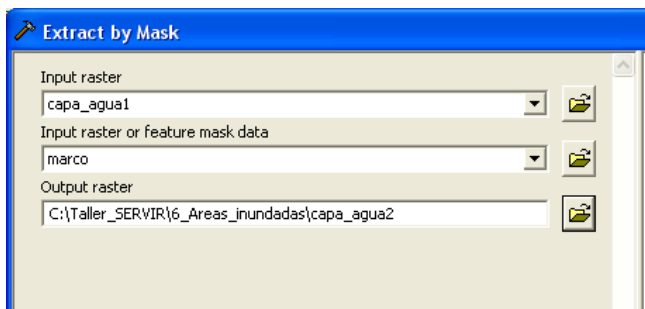 Extract by Mask
Input raster
capa_agua1
Input raster or feature mask data
marco
Output raster
C:\Taller_SERVIR\6_Areas_inundadas\capa_agua2